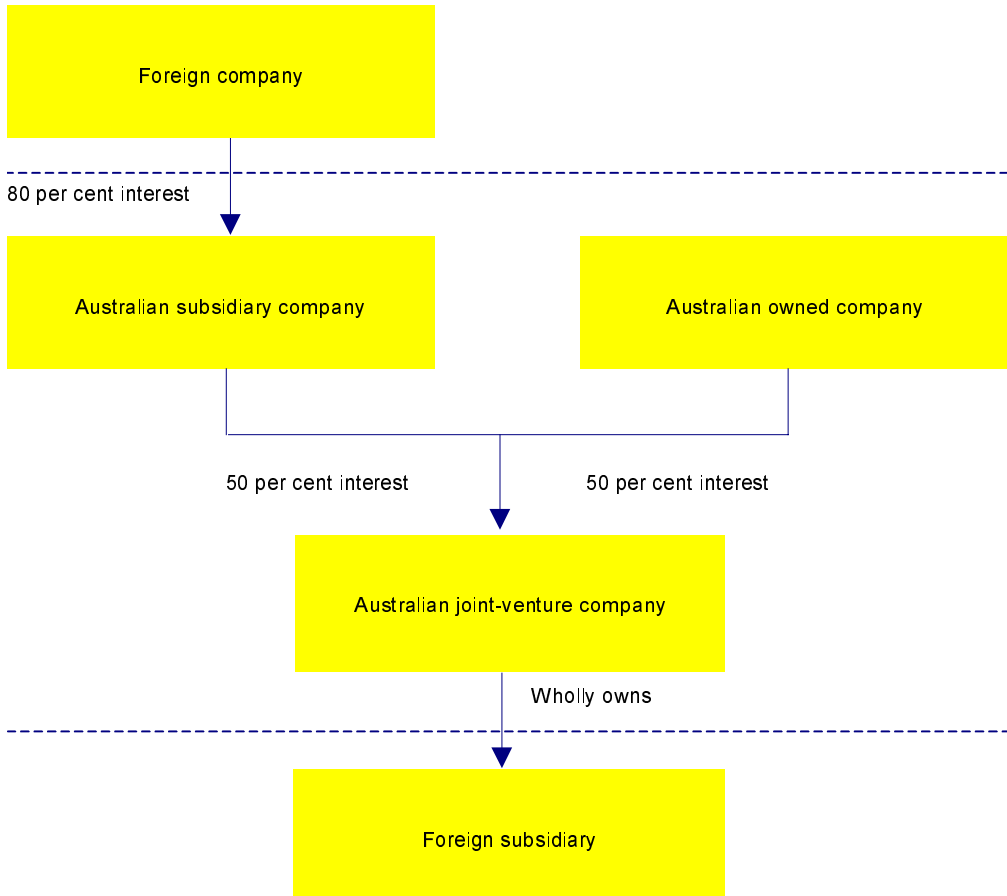 Foreign company
80 per cent interest
Australian subsidiary company
Australian owned company
50 per cent interest
50 per cent interest
Australian joint-venture company
Wholly owns
Foreign subsidiary